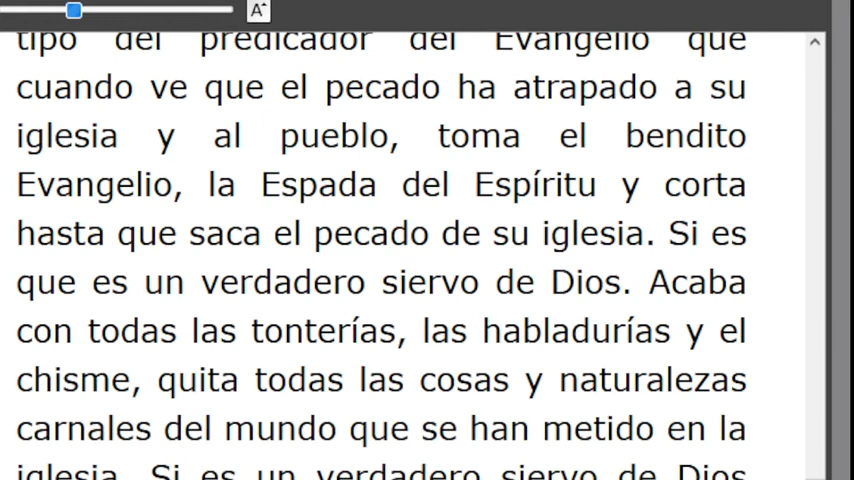 A
tipo del predicador del Evangelio que
cuando ve que el pecado ha atrapado a su
iglesia y al pueblo, toma el bendito
Evangelio, la Espada del Espíritu y corta
hasta que saca el pecado de su iglesia. Si es
que es un verdadero siervo de Dios. Acaba
con todas las tonterías, las habladurías y el
chisme, quita todas las cosas y naturalezas
carnales del mundo que se han metido en la
iglesia. Si es un verdadero siervo de Dios